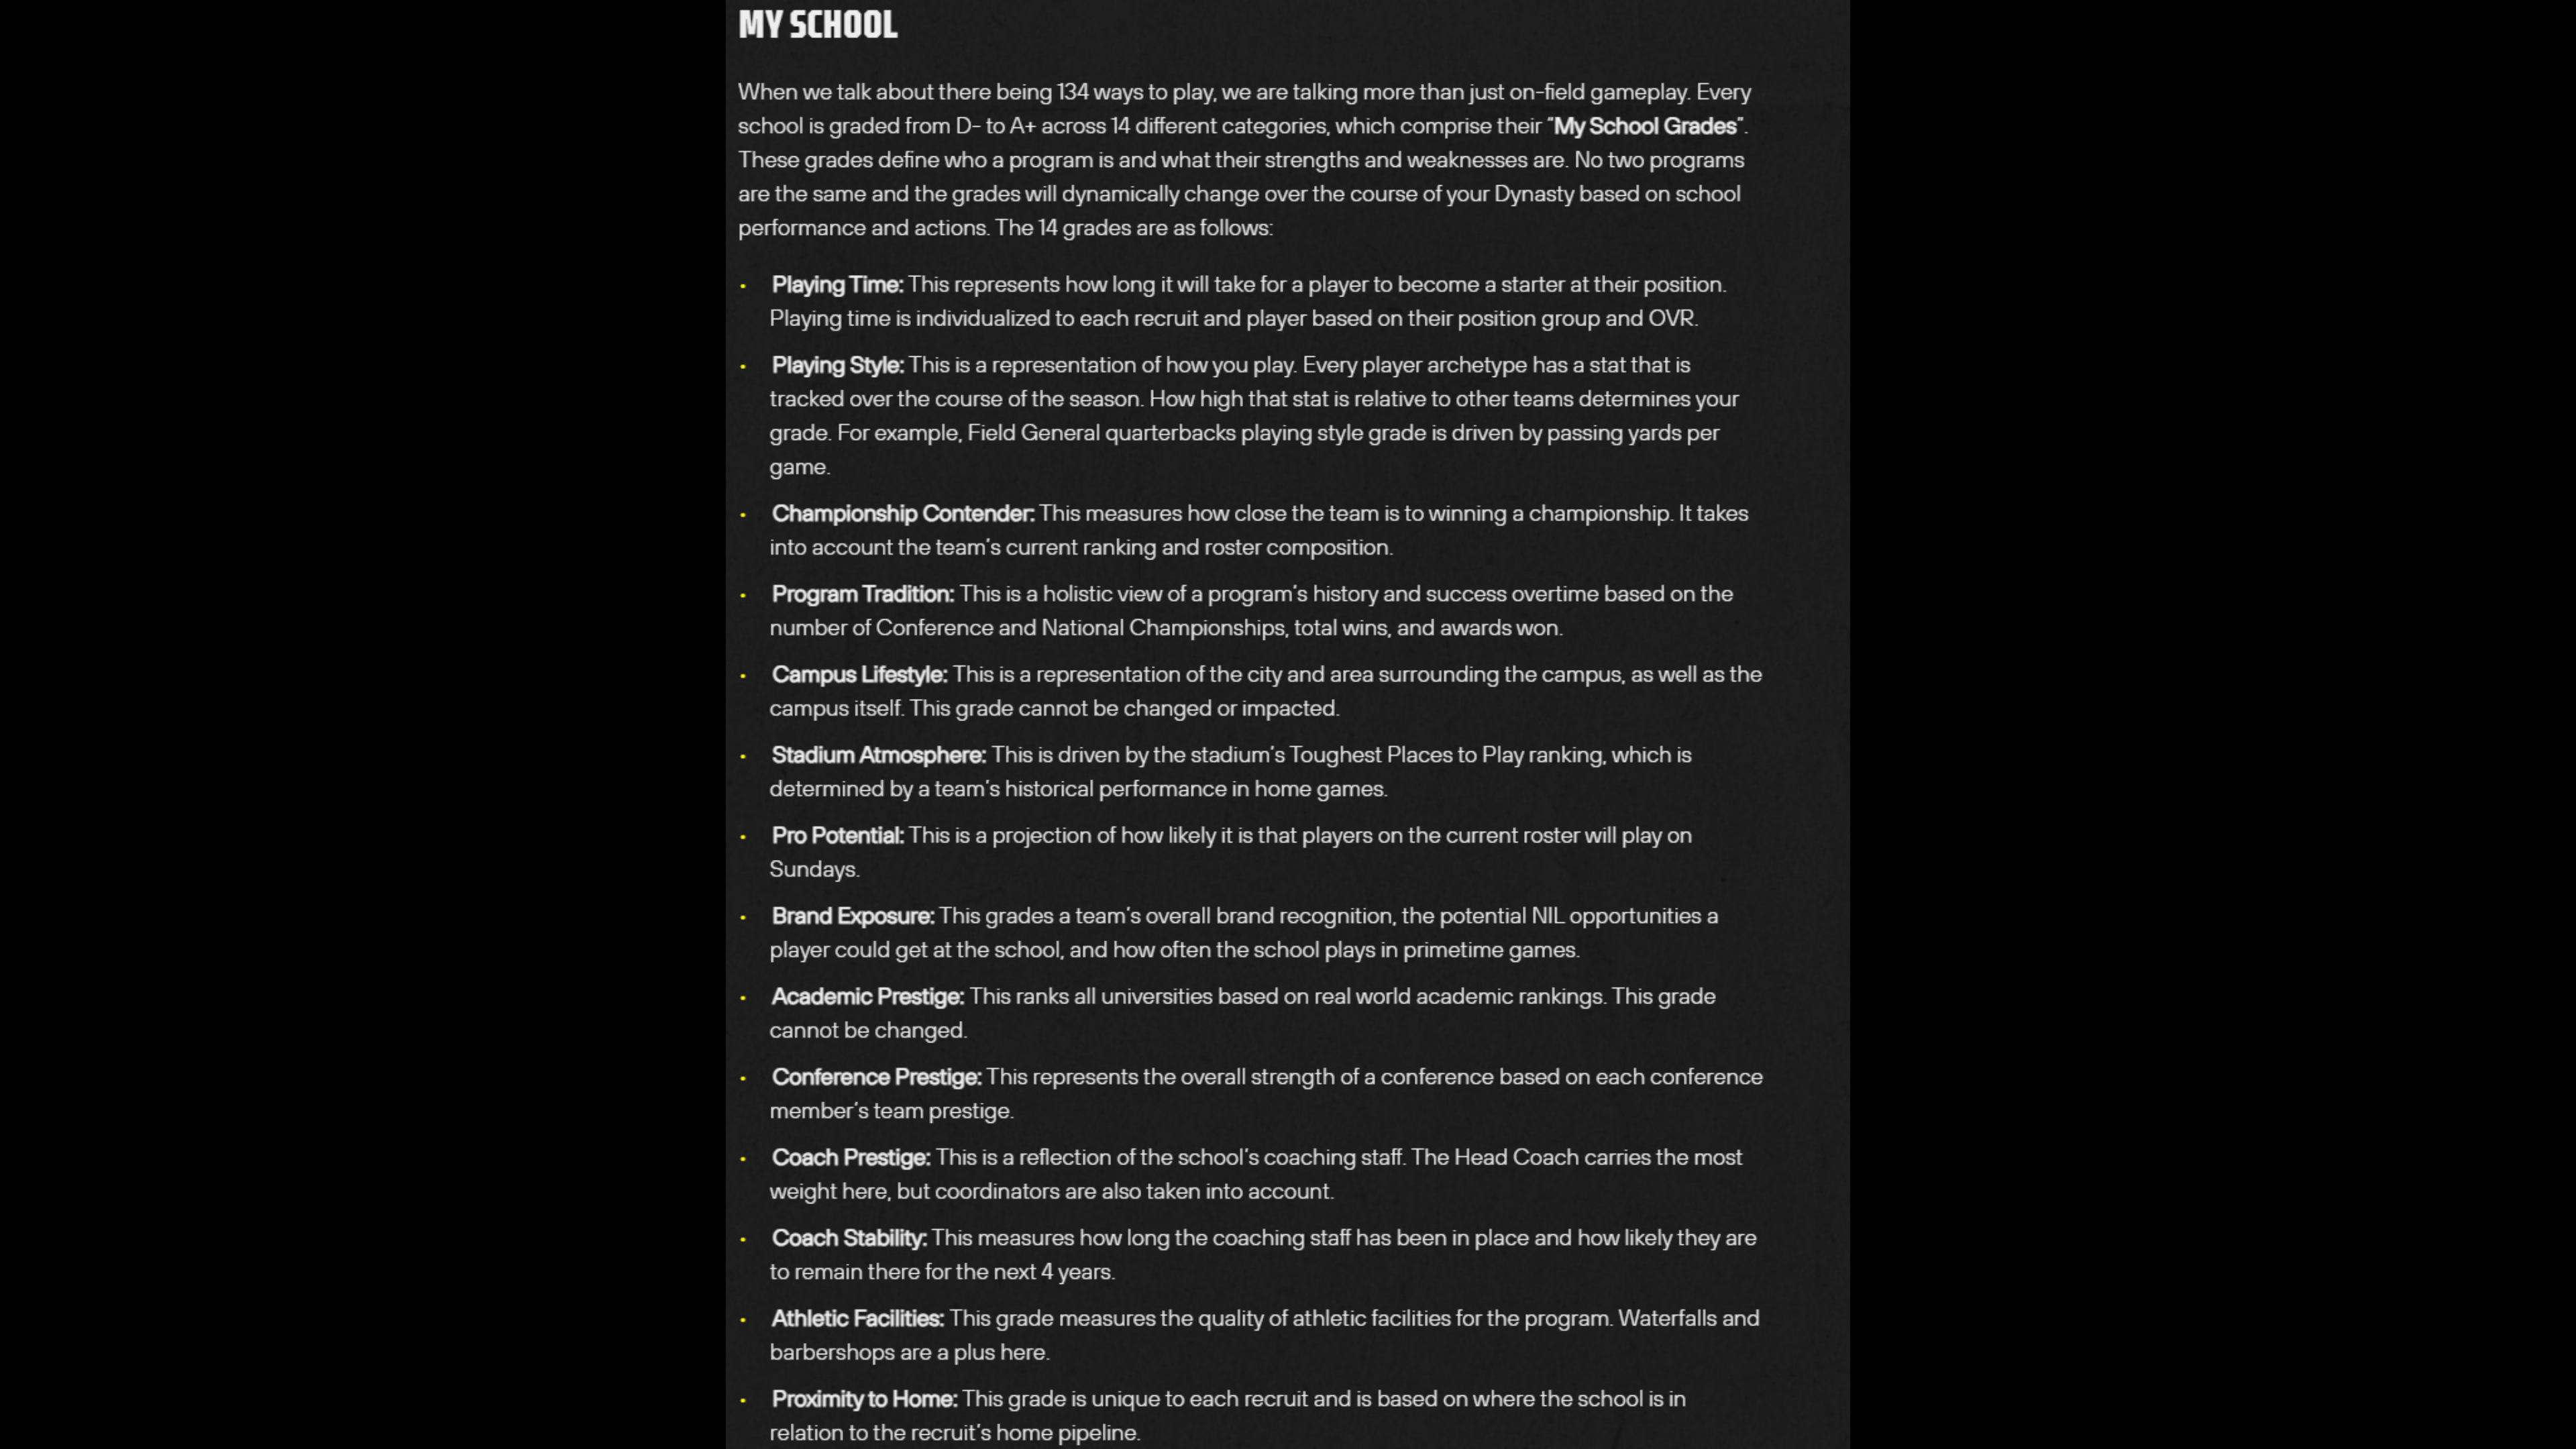 MY SCHOOL
When we talk about there being 134 ways to play, we are talking more than just on-field gameplay. Every
school is graded from D- to A+ across 14 different categories, which comprise their “My School Grades”.
These grades define who a program is and what their strengths and weaknesses are. No two programs
are the same and the grades will dynamically change over the course of your Dynasty based on school
performance and actions. The 14 grades are as follows:
• Playing Time: This represents how long it will take for a player to become a starter at their position.
Playing time is individualized to each recruit and player based on their position group and OVR.
• Playing Style: This is a representation of how you play. Every player archetype has a stat that is
tracked over the course of the season. How high that stat is relative to other teams determines your
grade. For example, Field General quarterbacks playing style grade is driven by passing yards per
game.
• Championship Contender: This measures how close the team is to winning a championship. It takes
into account the team’s current ranking and roster composition.
• Program Tradition: This is a holistic view of a program’s history and success overtime based on the
number of Conference and National Championships, total wins, and awards won.
• Campus Lifestyle: This is a representation of the city and area surrounding the campus, as well as the
campus itself. This grade cannot be changed or impacted.
• Stadium Atmosphere: This is driven by the stadium’s Toughest Places to Play ranking, which is
determined by a team’s historical performance in home games.
• Pro Potential: This is a projection of how likely it is that players on the current roster will play on
Sundays.
• Brand Exposure: This grades a team’s overall brand recognition, the potential NIL opportunities a
player could get at the school, and how often the school plays in primetime games.
• Academic Prestige: This ranks all universities based on real world academic rankings. This grade
cannot be changed.
• Conference Prestige: This represents the overall strength of a conference based on each conference
member’s team prestige.
• Coach Prestige: This is a reflection of the school’s coaching staff. The Head Coach carries the most
weight here, but coordinators are also taken into account.
• Coach Stability: This measures how long the coaching staff has been in place and how likely they are
to remain there for the next 4 years.
• Athletic Facilities: This grade measures the quality of athletic facilities for the program. Waterfalls and
barbershops are a plus here.
• Proximity to Home: This grade is unique to each recruit and is based on where the school is in
relation to the recruit’s home pipeline.